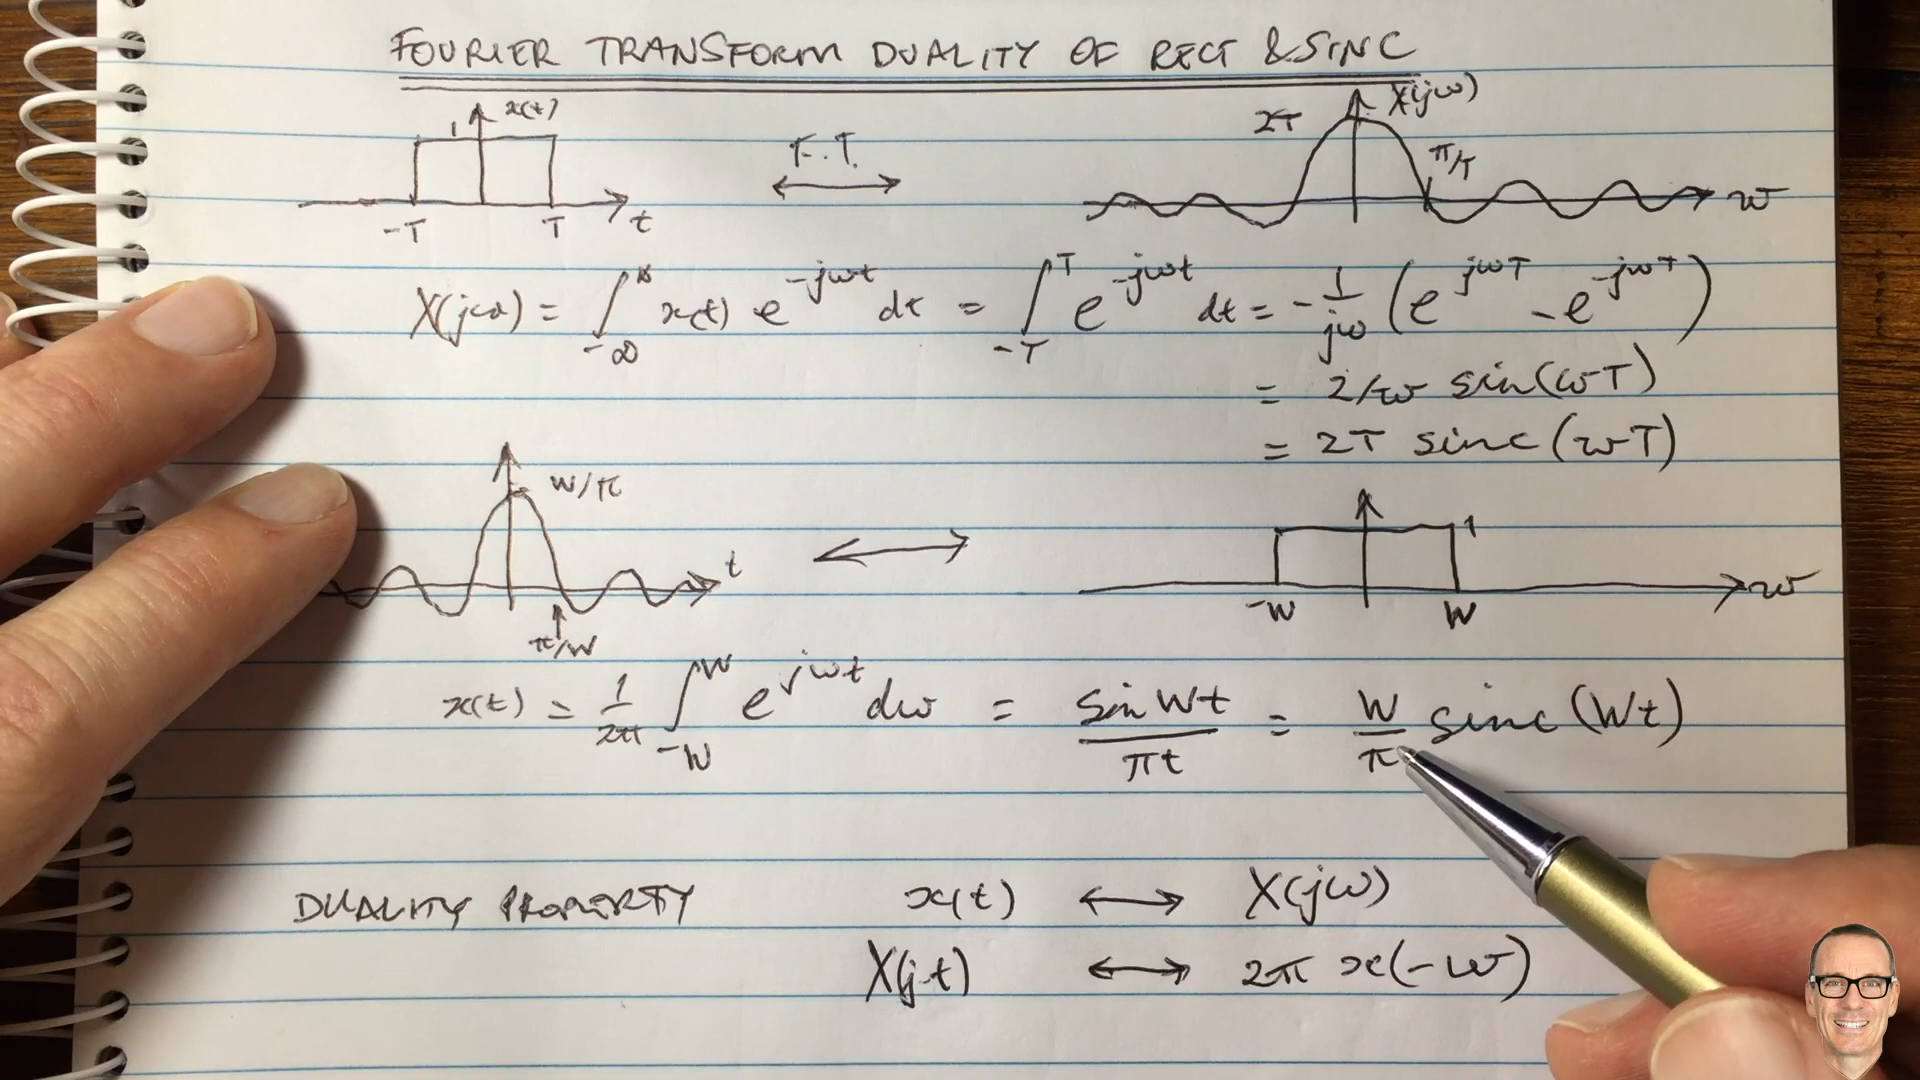 FOURIER TRANSFORM DUALITY OF RECT & SINC
1 x(t) -T T t
F.T.
2T X(jω) π/T ω
X(jω) = ∫_{-∞}^{∞} x(t) e^{-jωt} dt = ∫_{-T}^{T} e^{-jωt} dt = -1/jω (e^{jωT} - e^{-jωT})
= 2/ω sin(ωT)
= 2T sinc(ωT)
W/π t π/W
1 -W W ω
x(t) = 1/2π ∫_{-W}^{W} e^{jωt} dω = sin Wt/πt = W/π sinc(Wt)
DUALITY PROPERTY x(t) ↔ X(jω)
X(jt) ↔ 2π x(-ω)